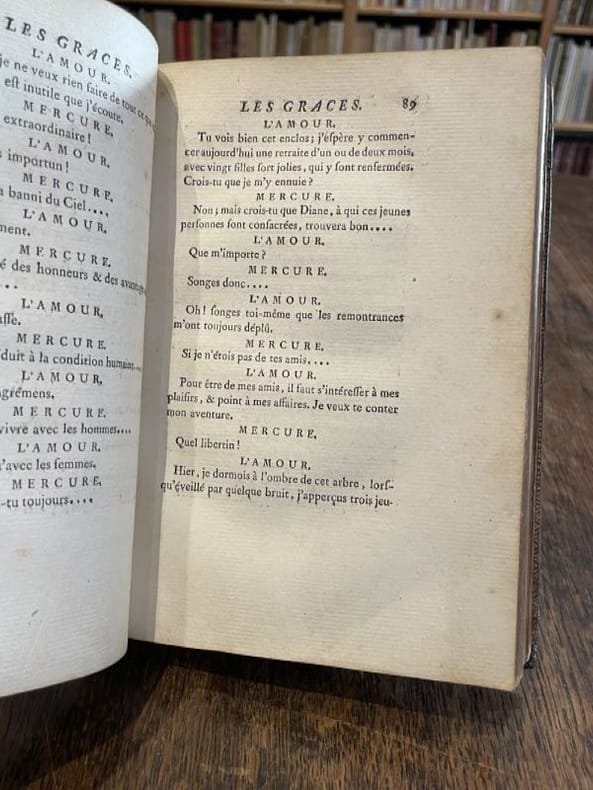 LES GRACES.
L'AMOUR.
je ne veux rien faire de tout ce que
est inutile que j'écoute.
MERCURE.
extraordinaire !
L'AMOUR.
importun !
MERCURE.
banni du Ciel....
L'AMOUR.
ment.
MERCURE.
é des honneurs & des avantag
...
L'AMOUR.
asse.
MERCURE.
duit à la condition humaine...
L'AMOUR.
agrémens.
MERCURE.
vivre avec les hommes....
L'AMOUR.
'avec les femmes.
MERCURE.
-tu toujours....
LES GRACES. 89
L'AMOUR.
Tu vois bien cet enclos ; j'éspére y commen-
cer aujourd'hui une retraite d'un ou de deux mois,
avec vingt filles fort jolies, qui y sont renfermées.
Crois-tu que je m'y ennuie ?
MERCURE.
Non ; mais crois-tu que Diane, à qui ces jeunes
personnes sont consacrées, trouvera bon....
L'AMOUR.
Que m'importe ?
MERCURE.
Songes donc....
L'AMOUR.
Oh ! songes toi-même que les remontrances
m'ont toujours déplû.
MERCURE.
Si je n'étois pas de tes amis....
L'AMOUR.
Pour être de mes amis, il faut s'intéresser à mes
plaisirs, & point à mes affaires. Je veux te conter
mon aventure.
MERCURE.
Quel libertin !
L'AMOUR.
Hier, je dormois à l'ombre de cet arbre, lors-
qu'éveillé par quelque bruit, j'apperçus trois jeu-